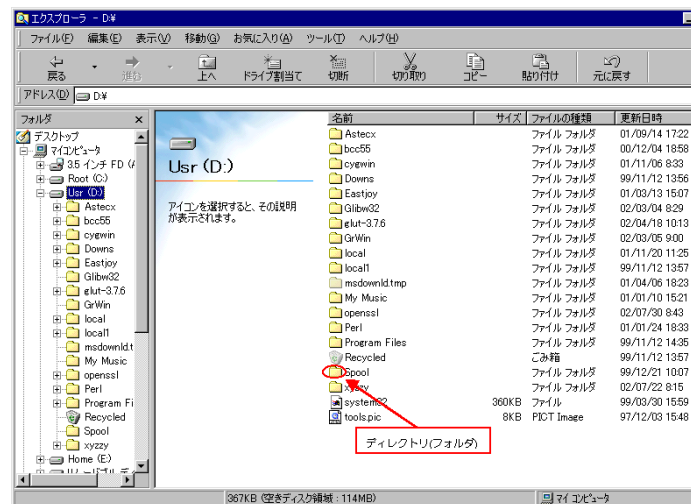 エクスプローラ - D:¥
ファイル(F) 編集(E) 表示(V) 移動(G) お気に入り(A) ツール(T) ヘルプ(H)
戻る 進む 上へ ドライブ割当て 切断 切り取り コピー 貼り付け 元に戻す
アドレス(D) D:¥
フォルダ ×
デスクトップ
マイ コンピュータ
3.5 インチ FD (A
Root (C:)
Usr (D:)
Astecx
bcc55
cygwin
Downs
Eastjoy
Glibw32
glut-3.7.6
GrWin
local
local1
msdownld.t
My Music
openssl
Perl
Program Fi
Recycled
Spool
xyzzy
Home (E:)
Usr (D:)
アイコンを選択すると、その説明
が表示されます。
名前 サイズ ファイルの種類 更新日時
Astecx ファイル フォルダ 01/09/14 17:22
bcc55 ファイル フォルダ 00/12/04 18:58
cygwin ファイル フォルダ 01/11/06 8:33
Downs ファイル フォルダ 99/11/12 13:56
Eastjoy ファイル フォルダ 01/03/13 15:07
Glibw32 ファイル フォルダ 02/03/04 8:29
glut-3.7.6 ファイル フォルダ 02/04/18 10:13
GrWin ファイル フォルダ 02/03/05 9:00
local ファイル フォルダ 01/11/20 11:25
local1 ファイル フォルダ 99/11/12 13:57
msdownld.tmp ファイル フォルダ 01/04/06 18:23
My Music ファイル フォルダ 01/01/10 15:21
openssl ファイル フォルダ 02/07/30 8:43
Perl ファイル フォルダ 01/01/24 18:33
Program Files ファイル フォルダ 99/11/12 14:35
Recycled ごみ箱 99/11/12 13:57
Spool ファイル フォルダ 99/12/21 10:07
xyzzy ファイル フォルダ 02/07/22 8:15
system32 360KB ファイル 99/03/30 15:59
tools.pic 8KB PICT Image 97/12/03 15:48
ディレクトリ(フォルダ)
367KB (空きディスク領域 : 114MB) マイ コンピュータ